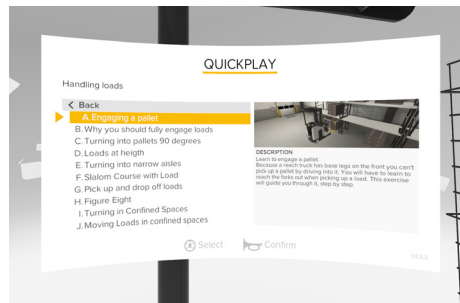 QUICKPLAY
Handling loads
Back
A. Engaging a pallet
B. Why you should fully engage loads
C. Turning into pallets 90 degrees
D. Loads at heigth
E. Turning into narrow aisles
F. Slalom Course with Load
G. Pick up and drop off loads
H. Figure Eight
I. Turning in Confined Spaces
J. Moving Loads in confined spaces
DESCRIPTION
Learn to engage a pallet.
Because a reach truck has base legs on the front you can't
pick up a pallet by driving into it. You will have to learn to
reach the forks out when picking up a load. This exercise
will guide you through it, step by step.
Select
Confirm